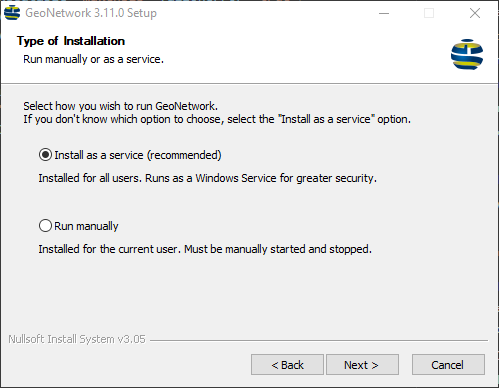 GeoNetwork 3.11.0 Setup
Type of Installation
Run manually or as a service.
Select how you wish to run GeoNetwork.
If you don't know which option to choose, select the "Install as a service" option.
Install as a service (recommended)
Installed for all users. Runs as a Windows Service for greater security.
Run manually
Installed for the current user. Must be manually started and stopped.
Nullsoft Install System v3.05
< Back
Next >
Cancel